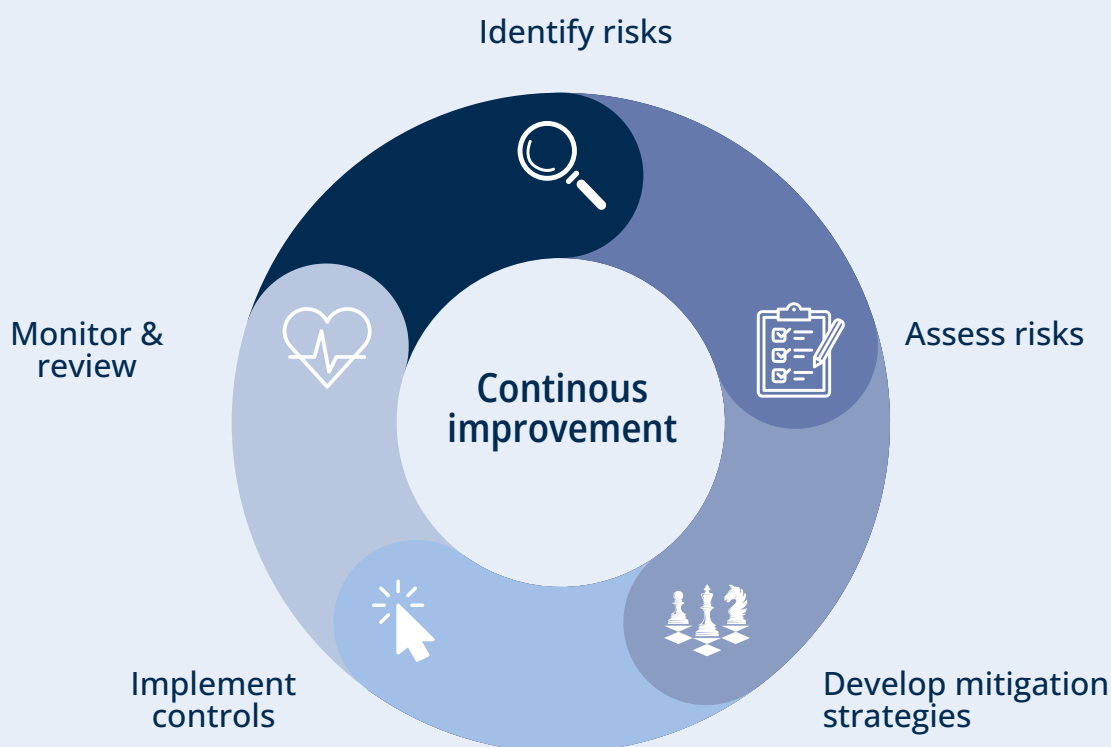 Identify risks
Assess risks
Develop mitigation
strategies
Implement
controls
Monitor &
review
Continous
improvement